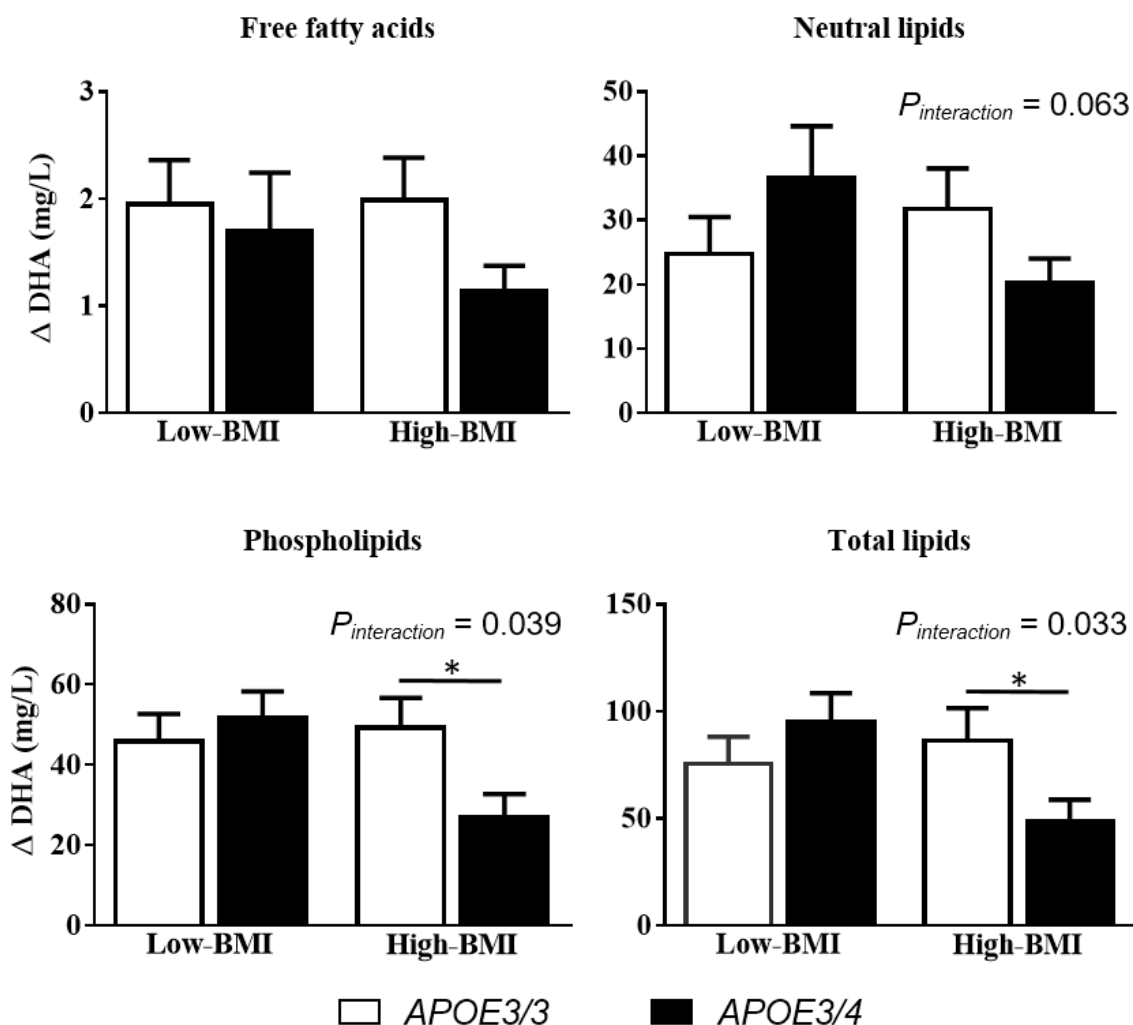 Free fatty acids
Neutral lipids
Δ DHA (mg/L)
3
2
1
0
Low-BMI High-BMI
50
40
30
20
10
0
P interaction = 0.063
Low-BMI High-BMI
Phospholipids
Total lipids
Δ DHA (mg/L)
80
60
40
20
0
P interaction = 0.039
*
Low-BMI High-BMI
150
100
50
0
P interaction = 0.033
*
Low-BMI High-BMI
APOE3/3 APOE3/4